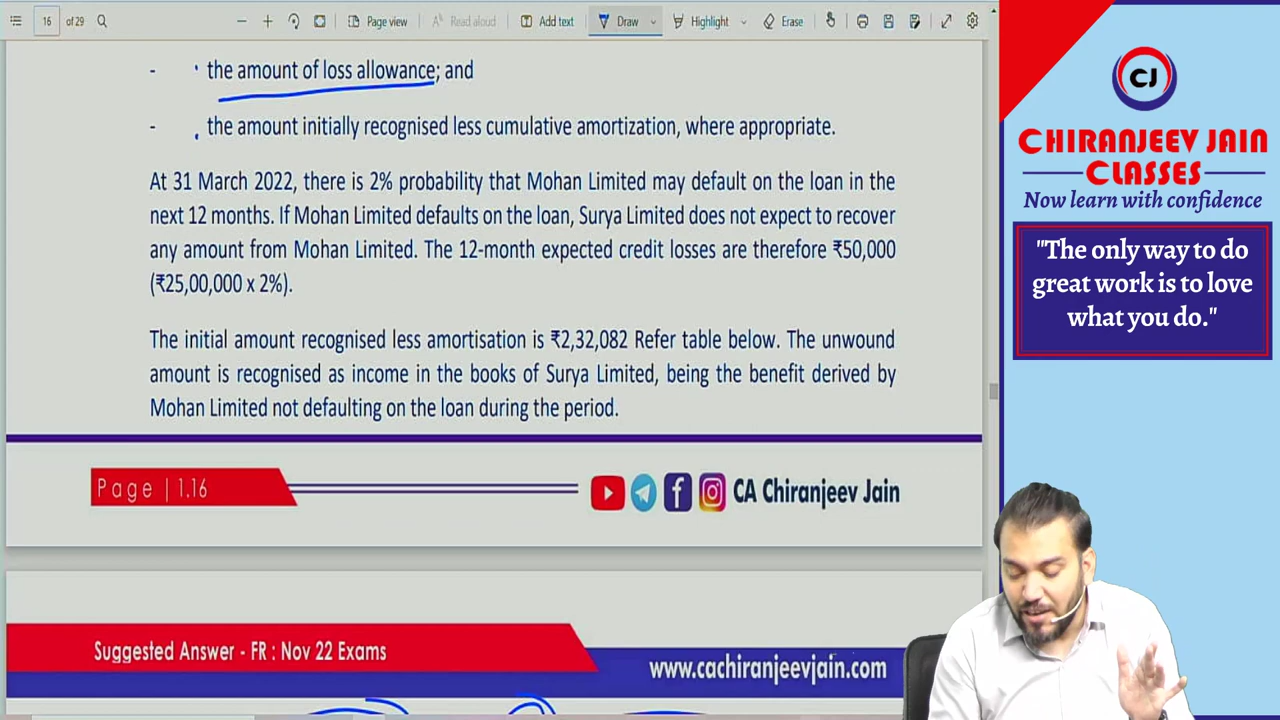 16 of 29 Page view Read aloud Add text Draw Highlight Erase
- the amount of loss allowance; and
- the amount initially recognised less cumulative amortization, where appropriate.
At 31 March 2022, there is 2% probability that Mohan Limited may default on the loan in the
next 12 months. If Mohan Limited defaults on the loan, Surya Limited does not expect to recover
any amount from Mohan Limited. The 12-month expected credit losses are therefore ₹50,000
(₹25,00,000 x 2%).
The initial amount recognised less amortisation is ₹2,32,082 Refer table below. The unwound
amount is recognised as income in the books of Surya Limited, being the benefit derived by
Mohan Limited not defaulting on the loan during the period.
Page | 1.16
CA Chiranjeev Jain
Suggested Answer - FR : Nov 22 Exams
www.cachiranjeevjain.com
CJ
CHIRANJEEV JAIN
CLASSES
Now learn with confidence
"The only way to do
great work is to love
what you do."